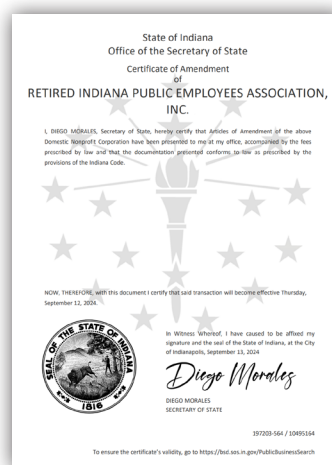 State of Indiana
Office of the Secretary of State
Certificate of Amendment
of
RETIRED INDIANA PUBLIC EMPLOYEES ASSOCIATION,
INC.
I, DIEGO MORALES, Secretary of State, hereby certify that Articles of Amendment of the above
Domestic Nonprofit Corporation have been presented to me at my office, accompanied by the fees
prescribed by law and that the documentation presented conforms to law as prescribed by the
provisions of the Indiana Code.
NOW, THEREFORE, with this document I certify that said transaction will become effective Thursday,
September 12, 2024.
SEAL OF THE STATE OF INDIANA
1816
In Witness Whereof, I have caused to be affixed my
signature and the seal of the State of Indiana, at the City
of Indianapolis, September 13, 2024
Diego Morales
DIEGO MORALES
SECRETARY OF STATE
197203-564 / 10495164
To ensure the certificate's validity, go to https://bsd.sos.in.gov/PublicBusinessSearch